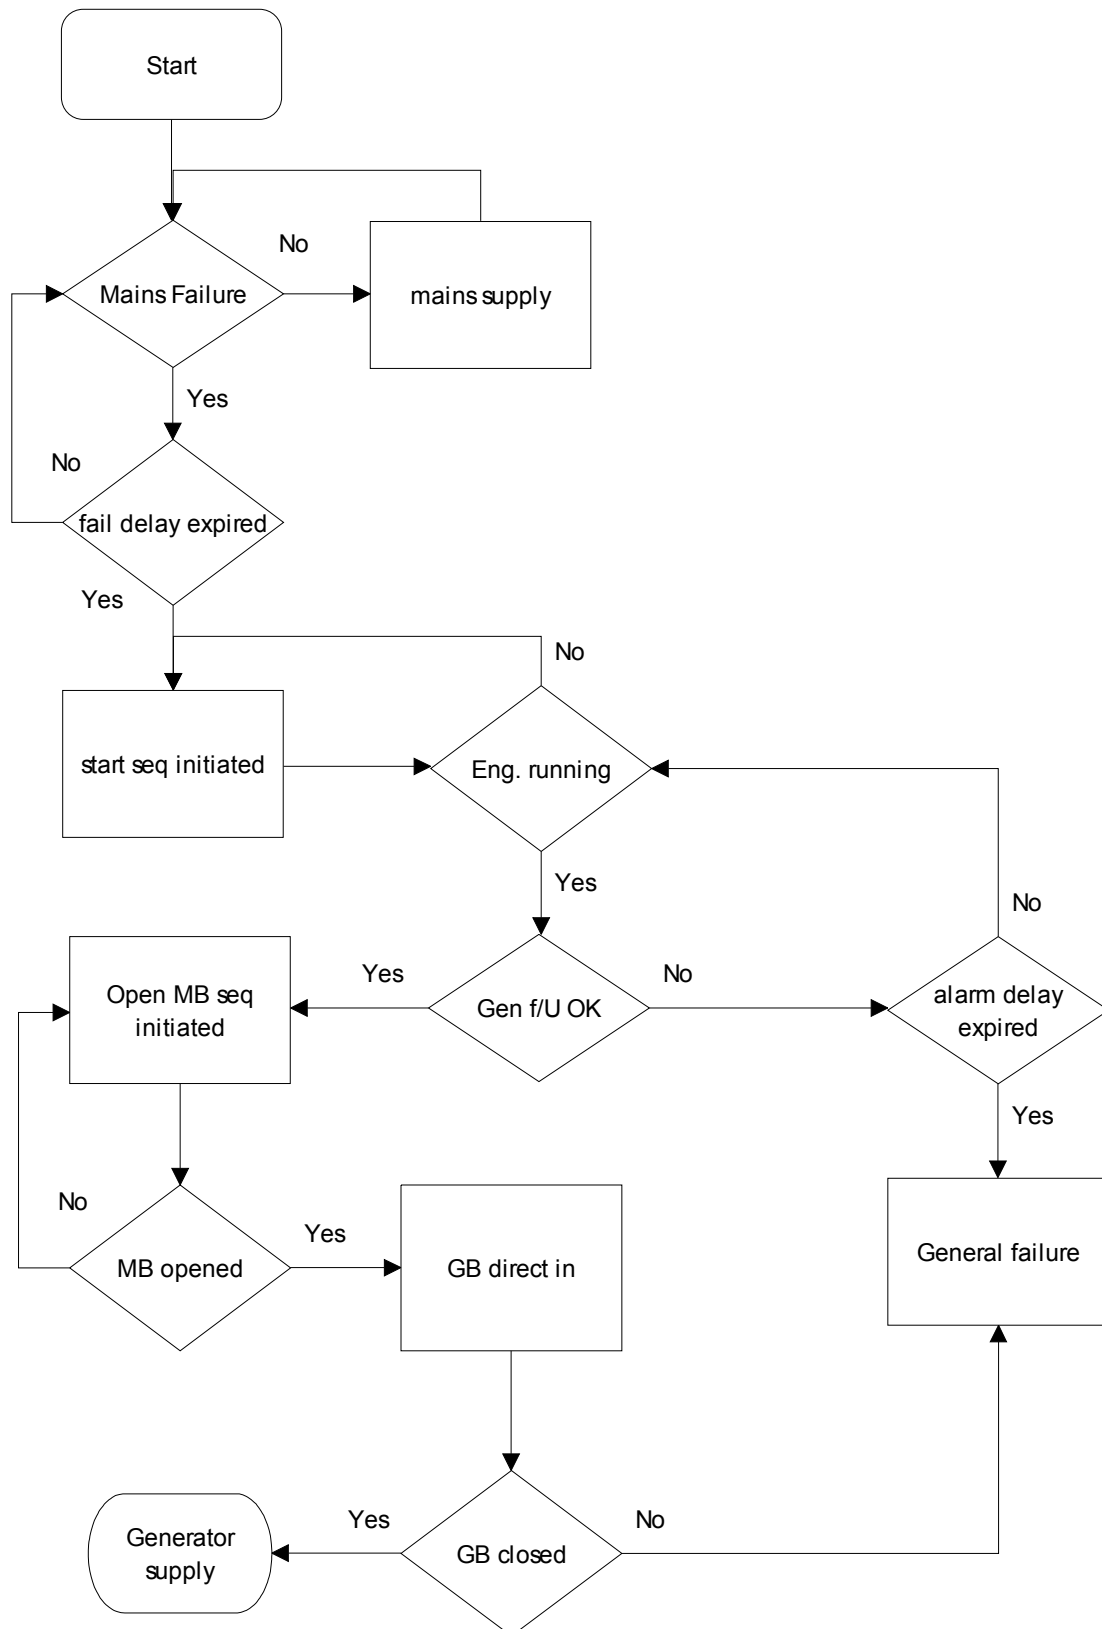 Start
No
Mains Failure
mains supply
Yes
No
fail delay expired
Yes
No
start seq initiated
Eng. running
Yes
No
Open MB seq
initiated
Yes
Gen f/U OK
No
alarm delay
expired
Yes
No
MB opened
Yes
GB direct in
General failure
Generator
supply
Yes
GB closed
No